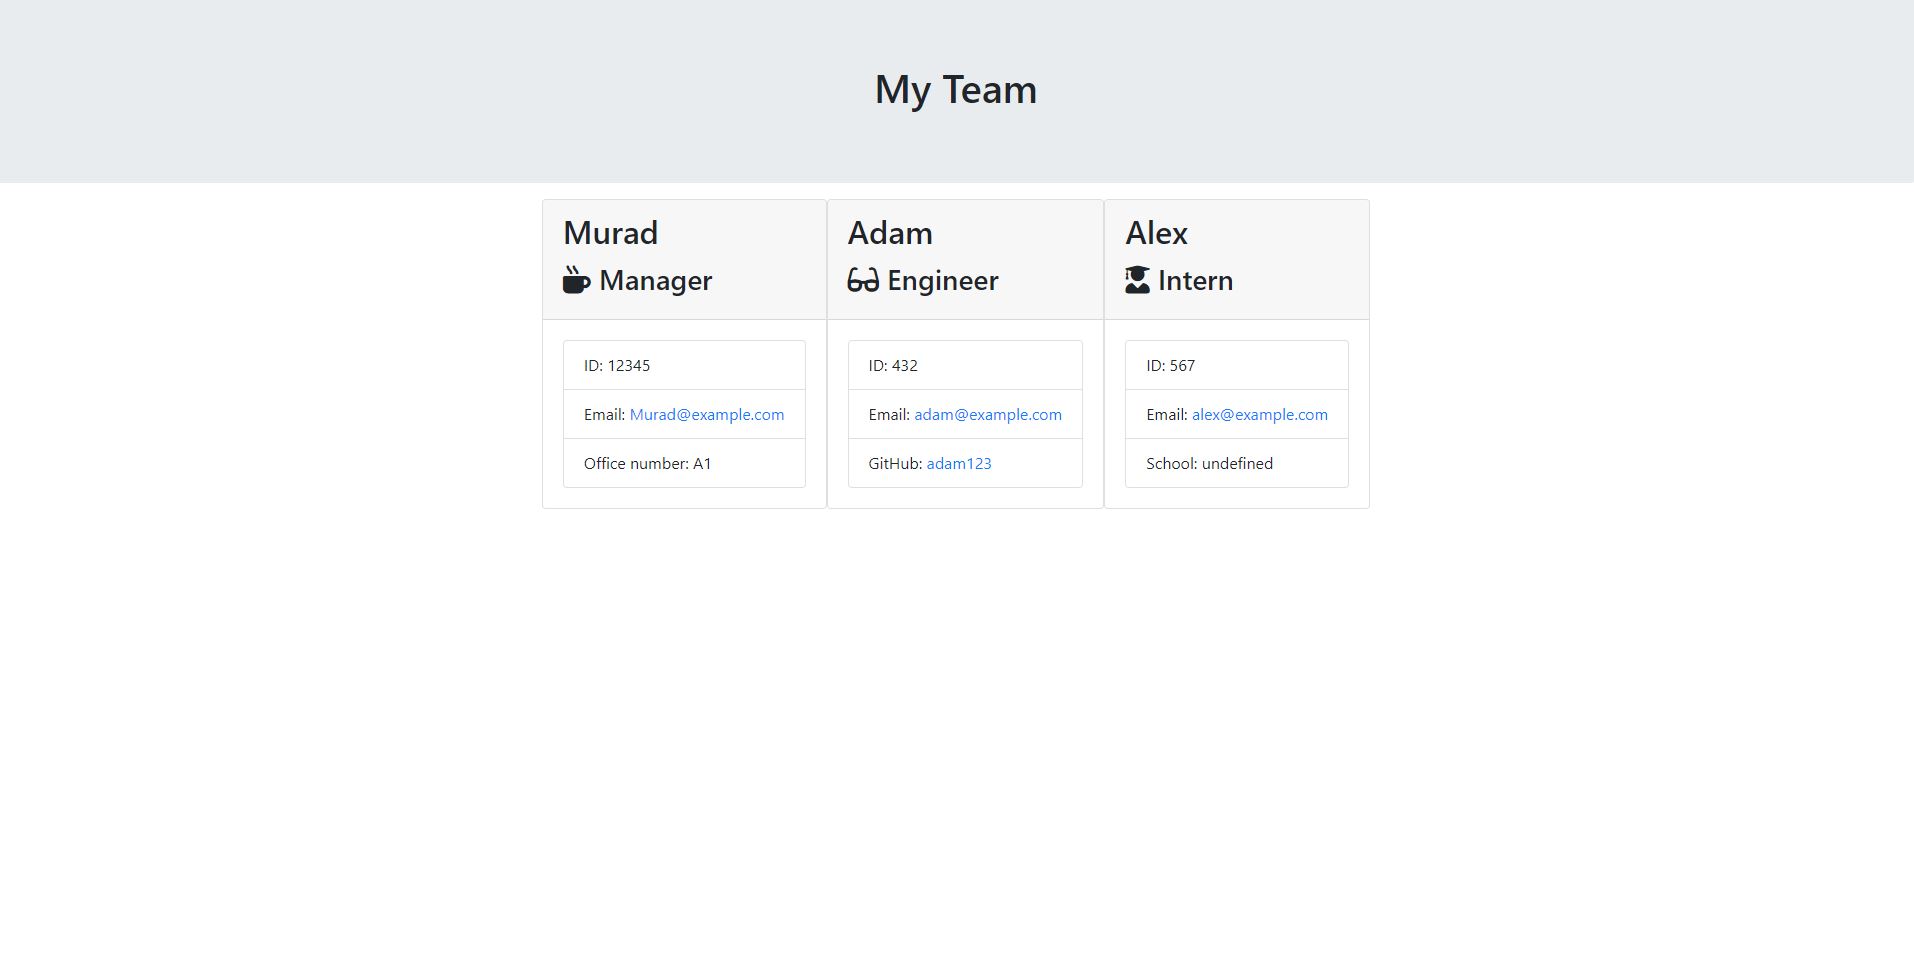 My Team
Murad
Manager
ID: 12345
Email: Murad@example.com
Office number: A1
Adam
Engineer
ID: 432
Email: adam@example.com
GitHub: adam123
Alex
Intern
ID: 567
Email: alex@example.com
School: undefined